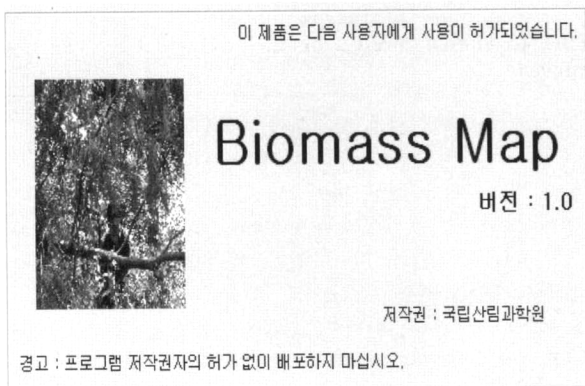 이 제품은 다음 사용자에게 사용이 허가되었습니다.
Biomass Map
버전 : 1.0
저작권 : 국립산림과학원
경고 : 프로그램 저작권자의 허가 없이 배포하지 마십시오.